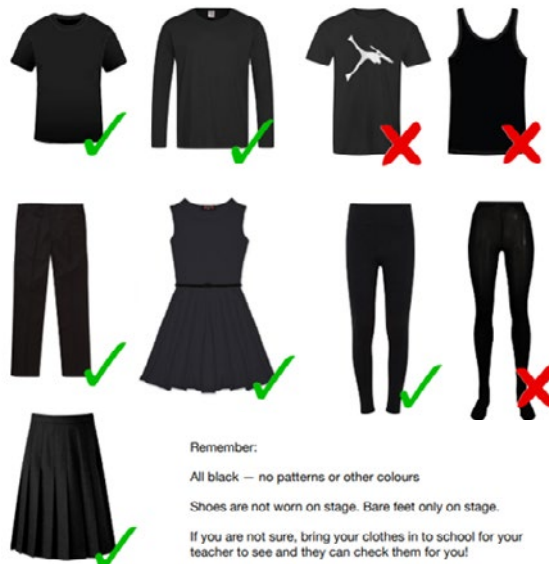 Remember:
All black — no patterns or other colours
Shoes are not worn on stage. Bare feet only on stage.
If you are not sure, bring your clothes in to school for your
teacher to see and they can check them for you!